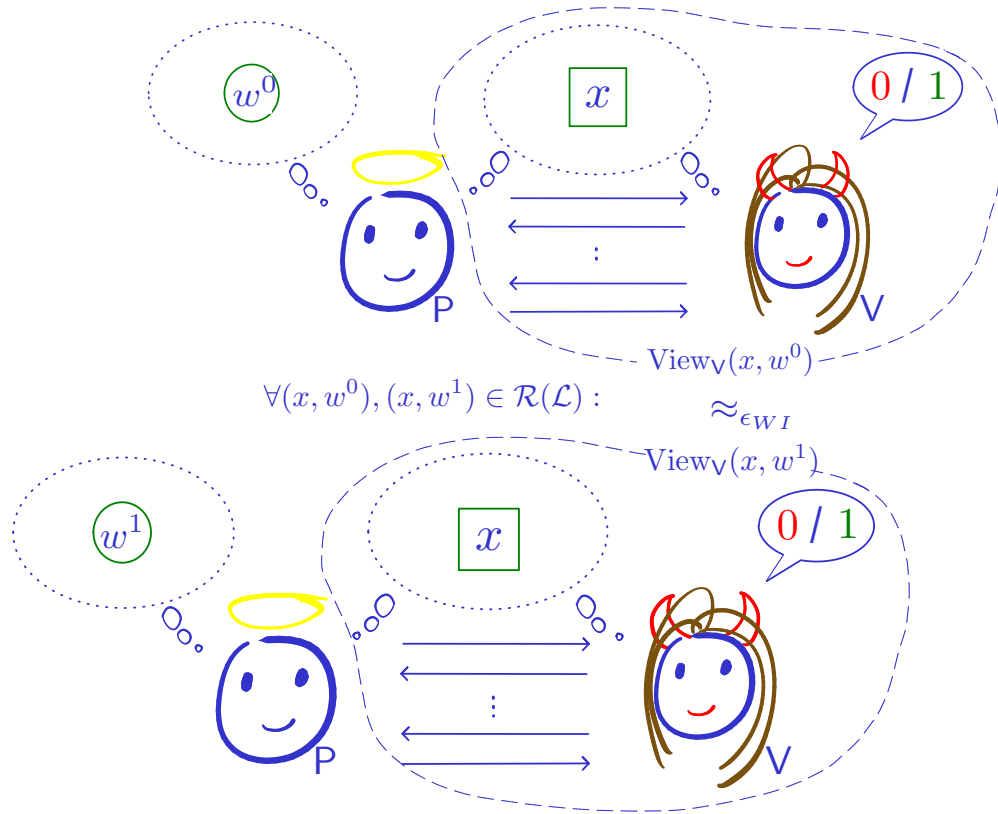 w⁰
x
0 / 1
P
V
View_V(x, w⁰)
∀(x, w⁰), (x, w¹) ∈ ℛ(ℒ) :
≈_{ϵ_{WI}}
View_V(x, w¹)
w¹
x
0 / 1
⋮
P
V